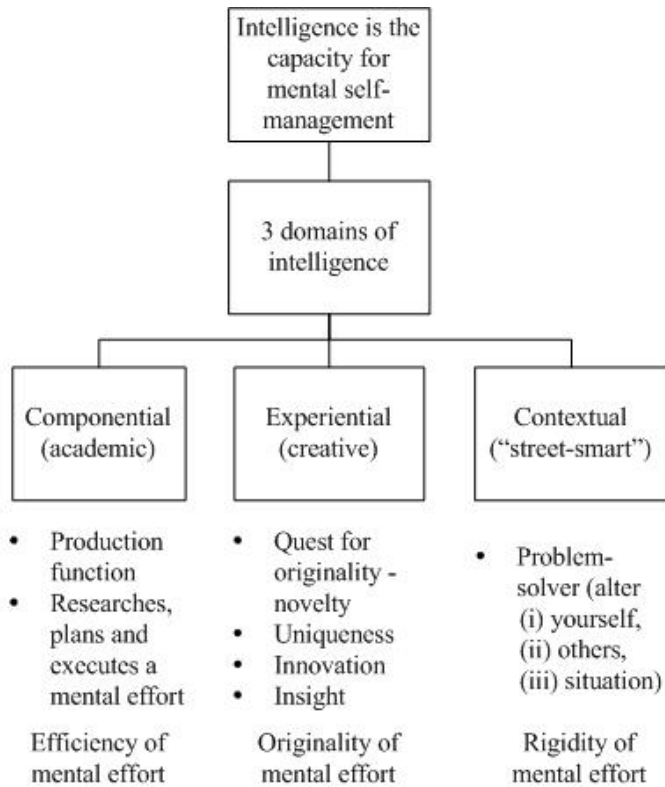 Intelligence is the
capacity for
mental self-
management
3 domains of
intelligence
Componential
(academic)
Experiential
(creative)
Contextual
(“street-smart”)
• Production
function
• Researches,
plans and
executes a
mental effort
• Quest for
originality -
novelty
• Uniqueness
• Innovation
• Insight
• Problem-
solver (alter
(i) yourself,
(ii) others,
(iii) situation)
Efficiency of
mental effort
Originality of
mental effort
Rigidity of
mental effort